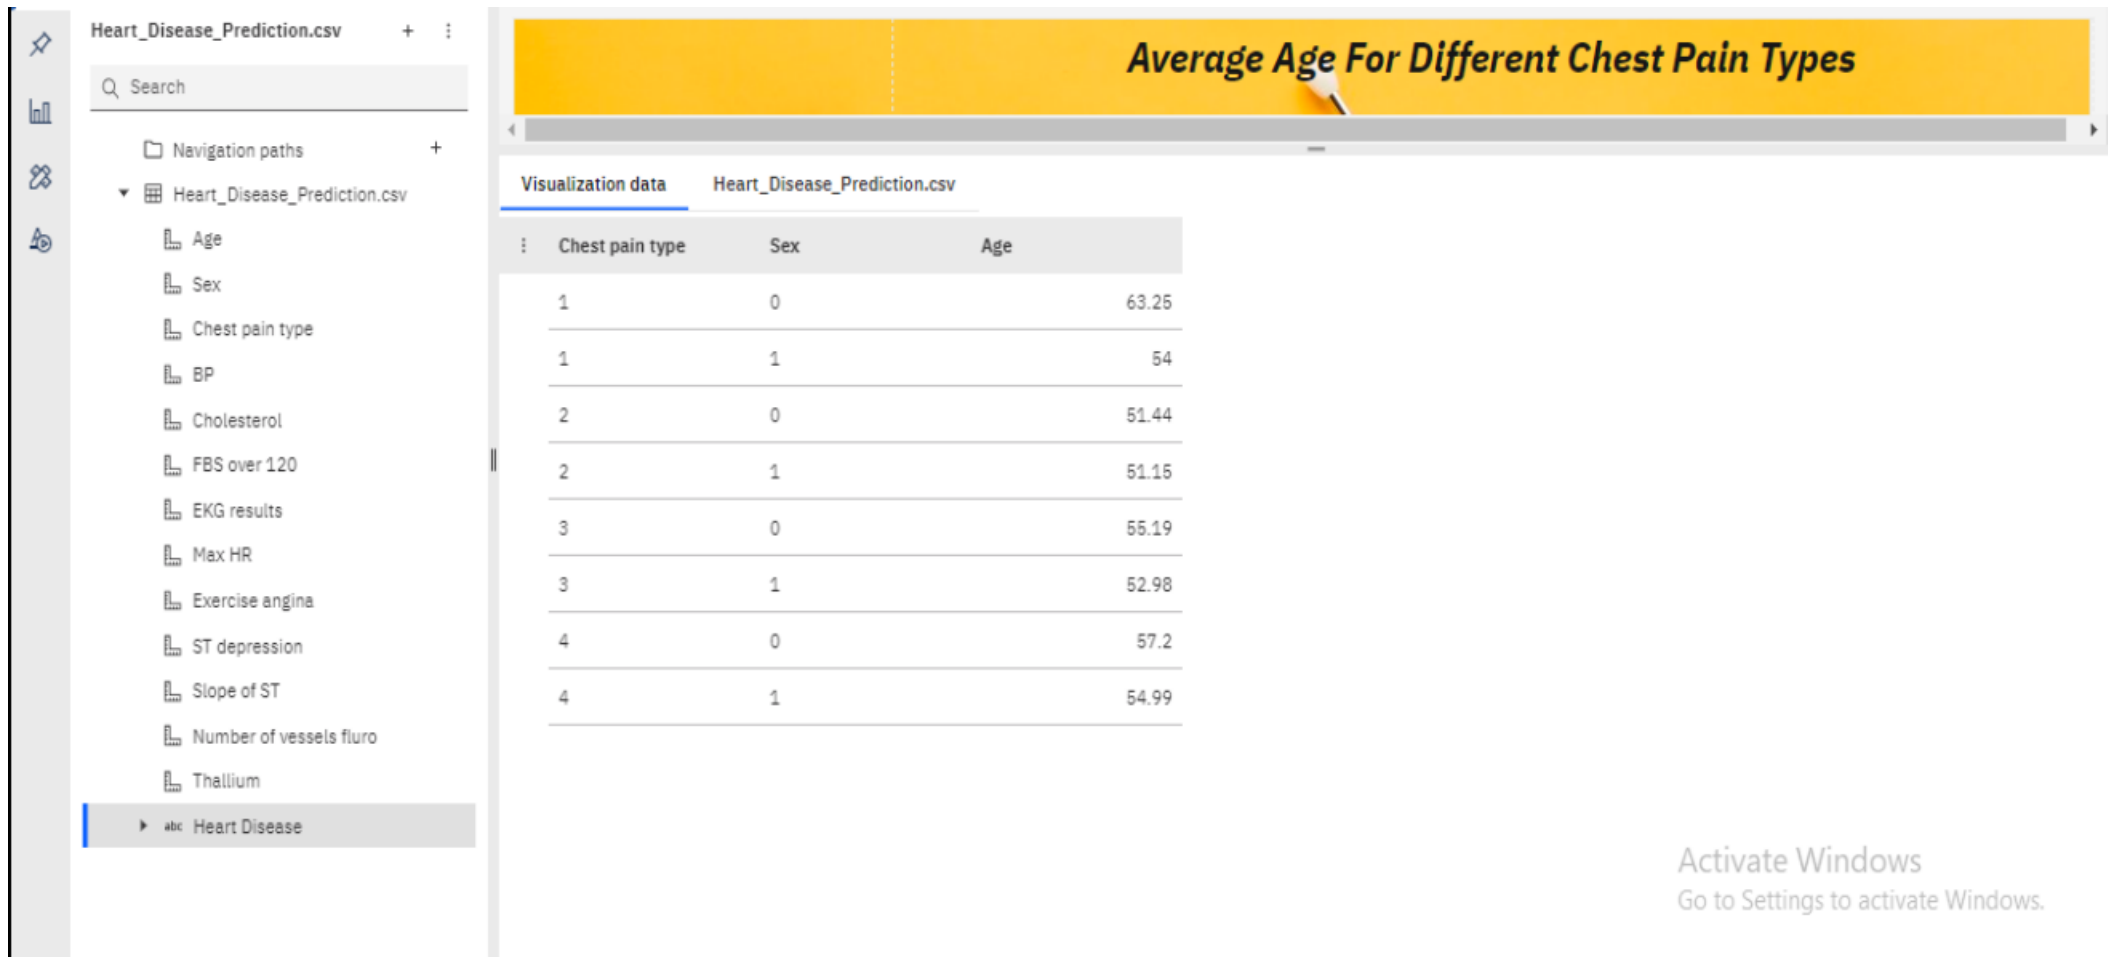 Heart_Disease_Prediction.csv
Search
Navigation paths
Heart_Disease_Prediction.csv
Age
Sex
Chest pain type
BP
Cholesterol
FBS over 120
EKG results
Max HR
Exercise angina
ST depression
Slope of ST
Number of vessels fluro
Thallium
abc Heart Disease
Average Age For Different Chest Pain Types
Visualization data Heart_Disease_Prediction.csv
Chest pain type Sex Age
1 0 63.25
1 1 54
2 0 51.44
2 1 51.15
3 0 55.19
3 1 52.98
4 0 57.2
4 1 54.99
Activate Windows
Go to Settings to activate Windows.